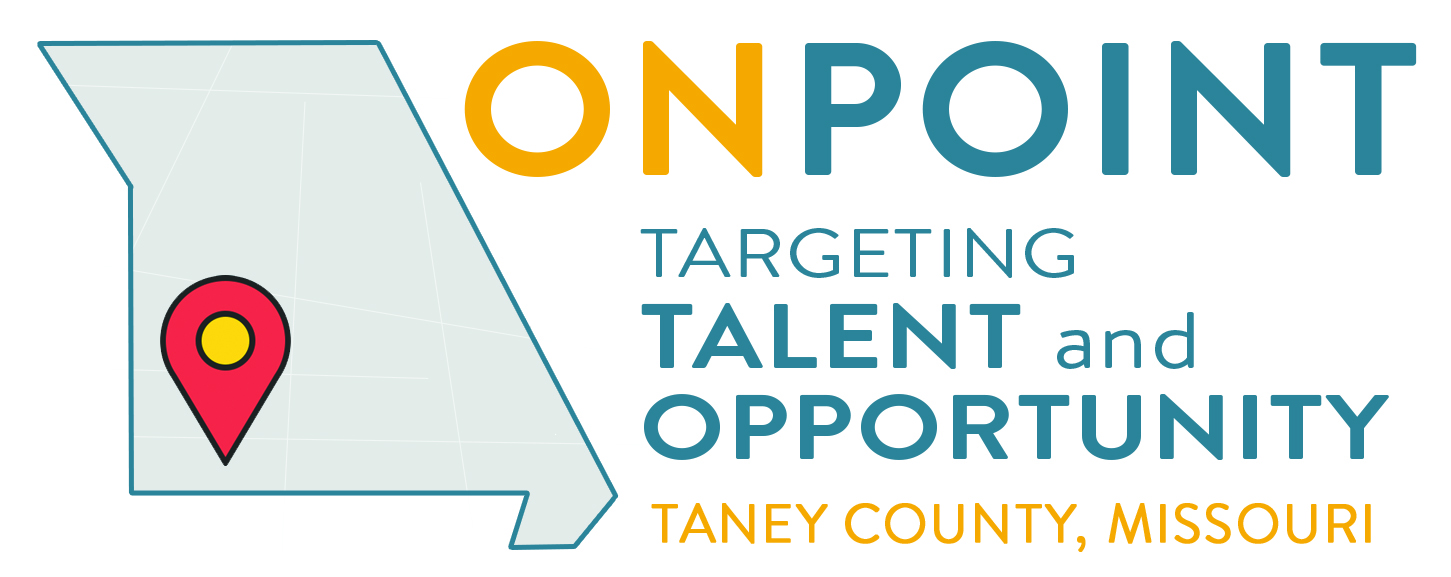 ONPOINT
TARGETING
TALENT and
OPPORTUNITY
TANEY COUNTY, MISSOURI